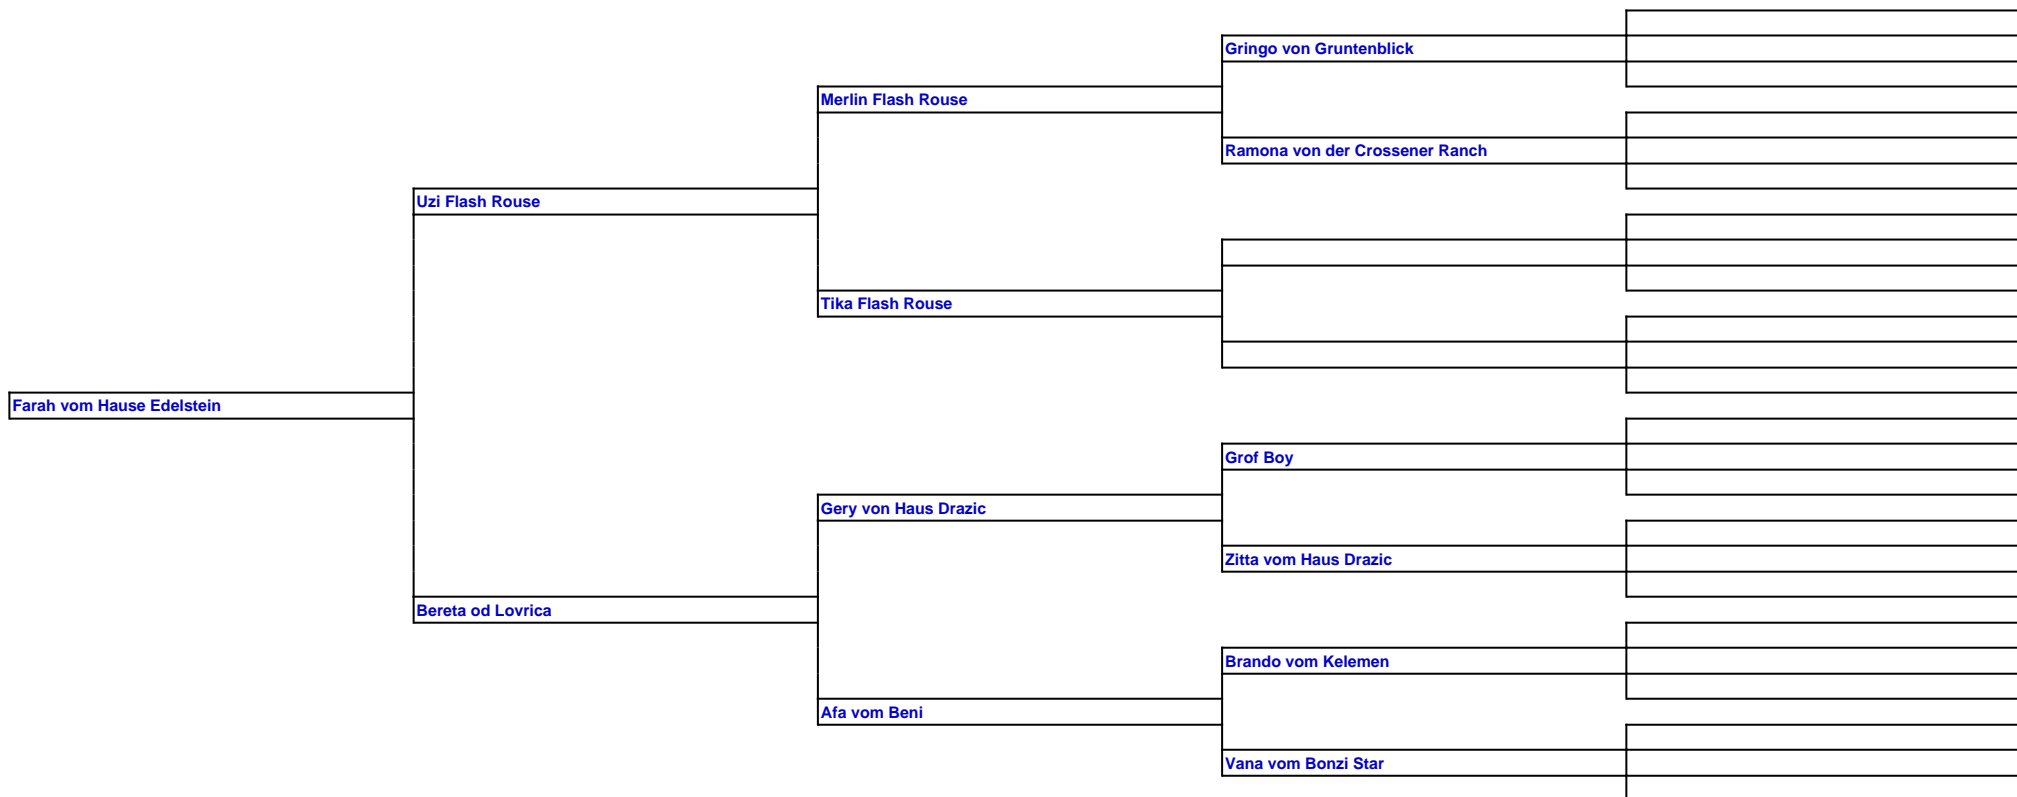 Gringo von Gruntenblick
Merlin Flash Rouse
Ramona von der Crossener Ranch
Uzi Flash Rouse
Tika Flash Rouse
Farah vom Hause Edelstein
Grof Boy
Gery von Haus Drazic
Zitta vom Haus Drazic
Bereta od Lovrica
Brando vom Kelemen
Afa vom Beni
Vana vom Bonzi Star